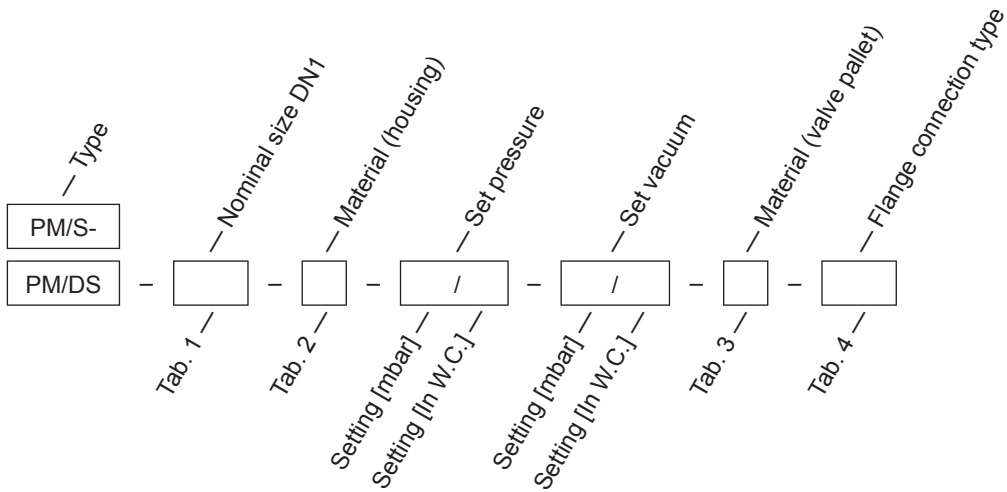 Type
Nominal size DN1
Material (housing)
Set pressure
Set vacuum
Material (valve pallet)
Flange connection type
PM/S-
PM/DS – – – / – / – –
Tab. 1
Tab. 2
Setting [mbar]
Setting [In W.C.]
Setting [mbar]
Setting [In W.C.]
Tab. 3
Tab. 4